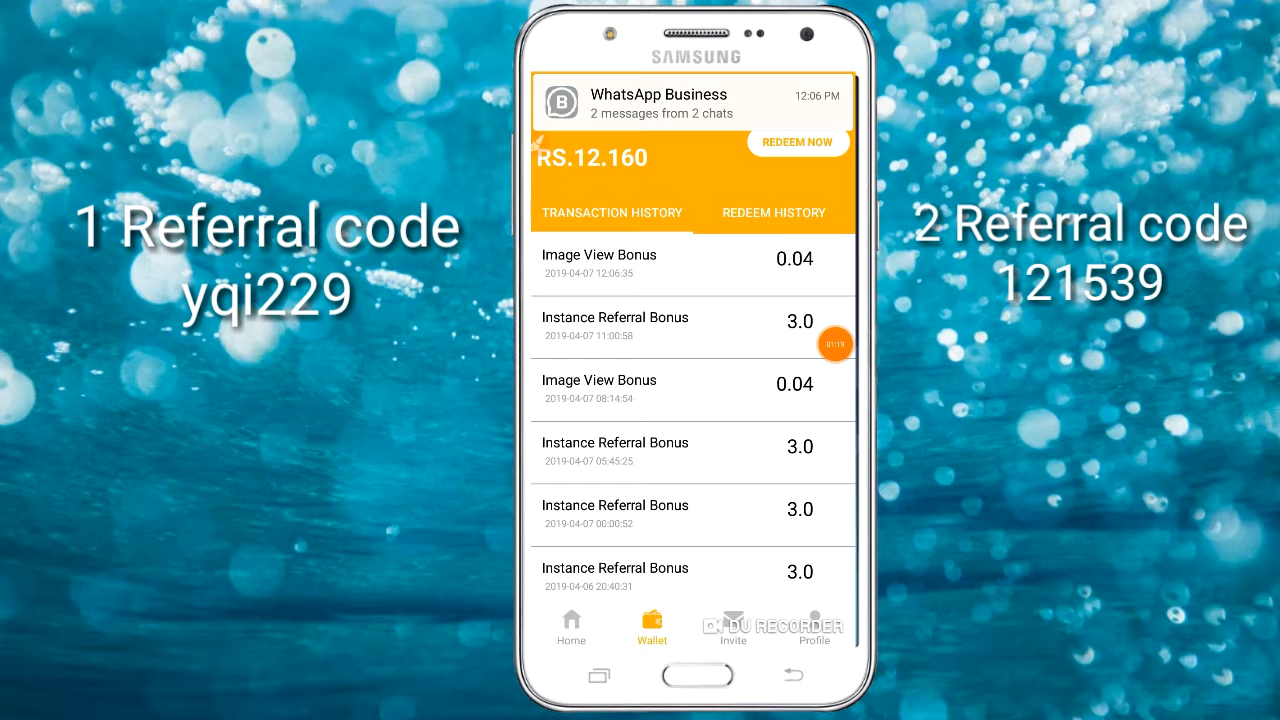 1 Referral code
yqi229
2 Referral code
121539
SAMSUNG
B
WhatsApp Business
12:06 PM
2 messages from 2 chats
RS.12.160
REDEEM NOW
TRANSACTION HISTORY
REDEEM HISTORY
Image View Bonus
0.04
2019-04-07 12:06:35
Instance Referral Bonus
3.0
2019-04-07 11:00:58
01:19
Image View Bonus
0.04
2019-04-07 08:14:54
Instance Referral Bonus
3.0
2019-04-07 05:45:25
Instance Referral Bonus
3.0
2019-04-07 00:00:52
Instance Referral Bonus
3.0
2019-04-06 20:40:31
DU RECORDER
Home
Wallet
Invite
Profile